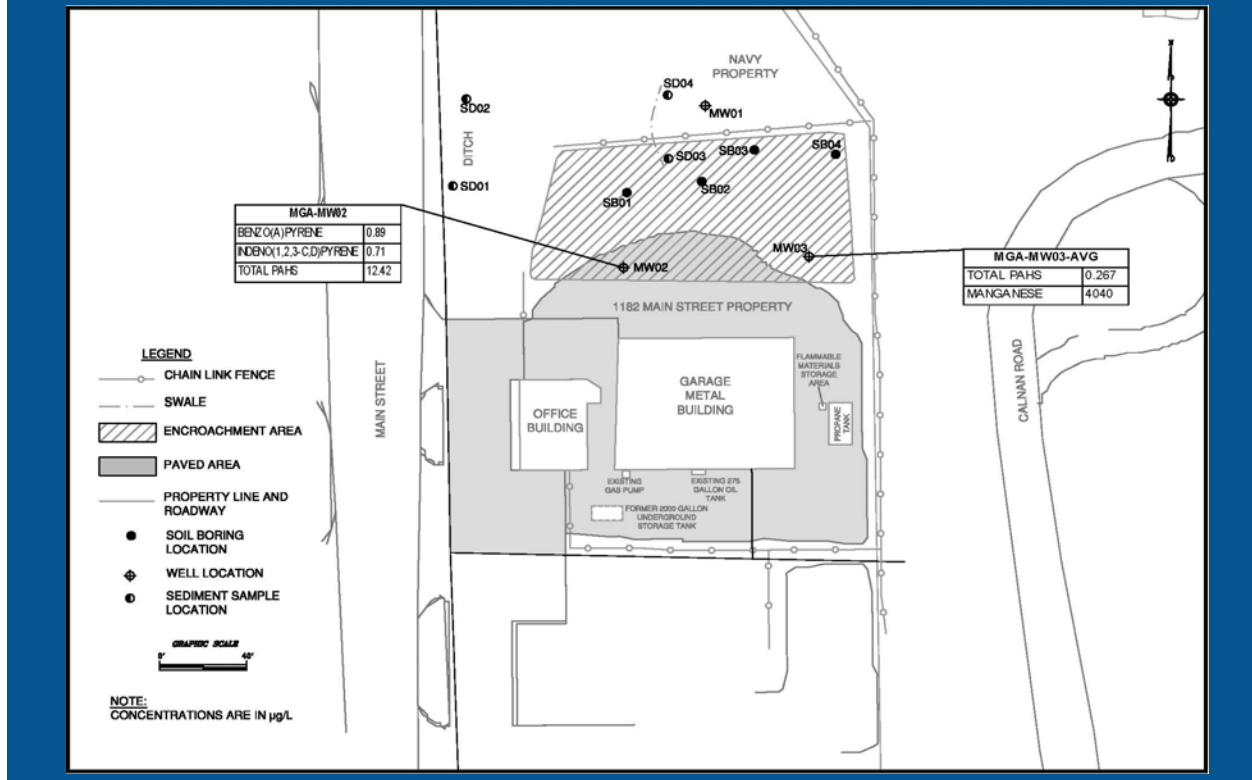 NAVY
PROPERTY
SD04
SD02
MW01
DITCH
SB03
SB04
SD03
SD01
SB02
SB01
MGA-MW02
BENZO(A)PYRENE 0.89
INDENO(1,2,3-C,D)PYRENE 0.71
TOTAL PAHS 12.42
MW03
MW02
MGA-MW03-AVG
TOTAL PAHS 0.267
MANGANESE 4040
1182 MAIN STREET PROPERTY
LEGEND
CHAIN LINK FENCE
SWALE
ENCROACHMENT AREA
PAVED AREA
PROPERTY LINE AND
ROADWAY
SOIL BORING
LOCATION
WELL LOCATION
SEDIMENT SAMPLE
LOCATION
GRAPHIC SCALE
0' 40'
NOTE:
CONCENTRATIONS ARE IN µg/L
MAIN STREET
OFFICE
BUILDING
GARAGE
METAL
BUILDING
FLAMMABLE
MATERIALS
STORAGE
AREA
PROPANE
TANK
EXISTING
GAS PUMP
EXISTING 275
GALLON OIL
TANK
FORMER 2000 GALLON
UNDERGROUND
STORAGE TANK
CALNAN ROAD